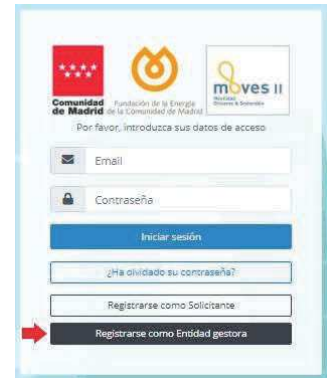 Comunidad
de Madrid
Fundación de la Energía
de la Comunidad de Madrid
moves II
Por favor, introduzca sus datos de acceso
Email
Contraseña
Iniciar sesión
¿Ha olvidado su contraseña?
Registrarse como Solicitante
Registrarse como Entidad gestora